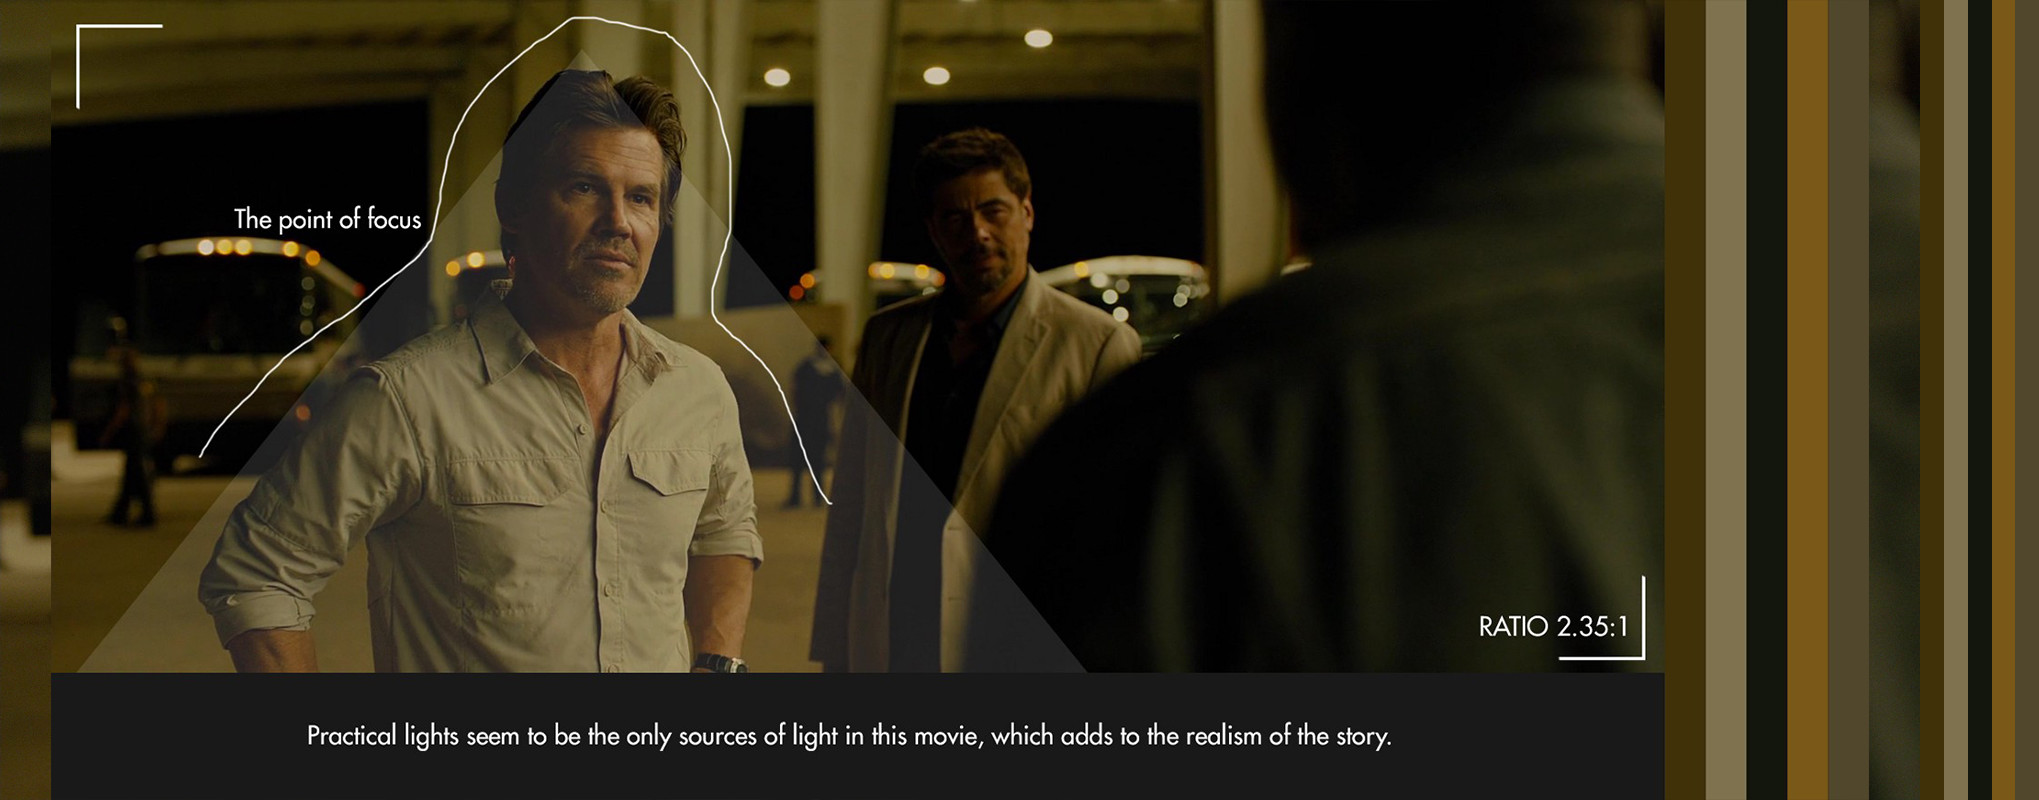 The point of focus
RATIO 2.35:1
Practical lights seem to be the only sources of light in this movie, which adds to the realism of the story.